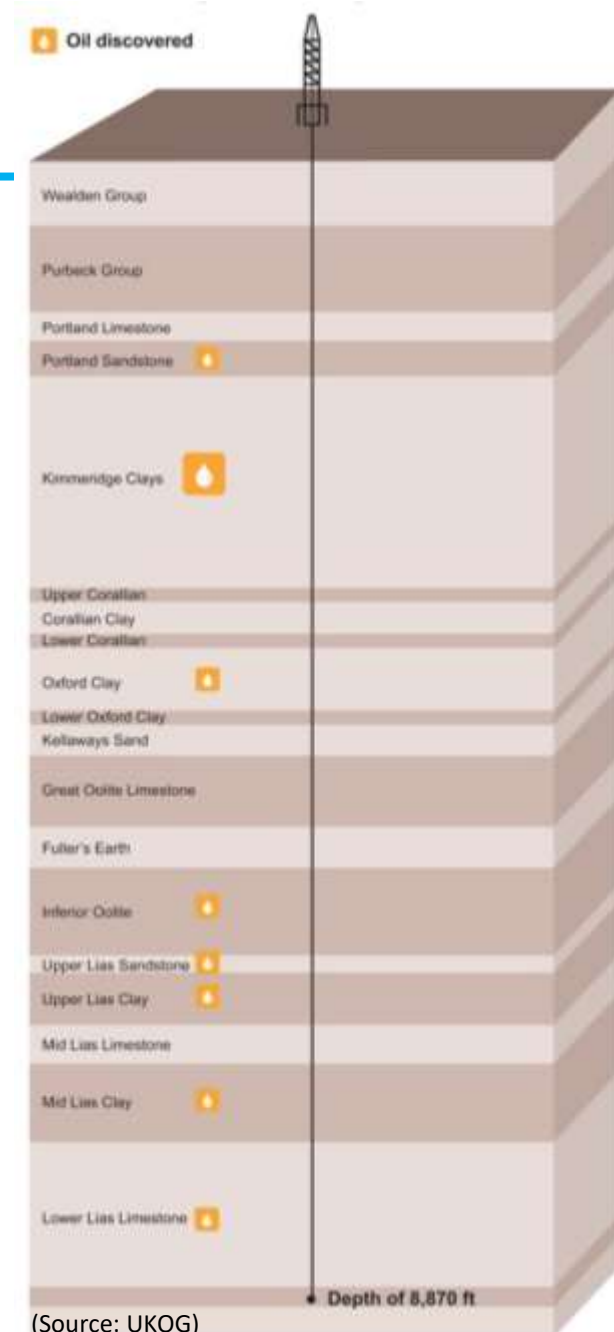 Oil discovered
Wealden Group
Purbeck Group
Portland Limestone
Portland Sandstone
Kimmeridge Clays
Upper Corallian
Corallian Clay
Lower Corallian
Oxford Clay
Lower Oxford Clay
Kellaways Sand
Great Oolite Limestone
Fuller's Earth
Inferior Oolite
Upper Lias Sandstone
Upper Lias Clay
Mid Lias Limestone
Mid Lias Clay
Lower Lias Limestone
Depth of 8,870 ft
(Source: UKOG)